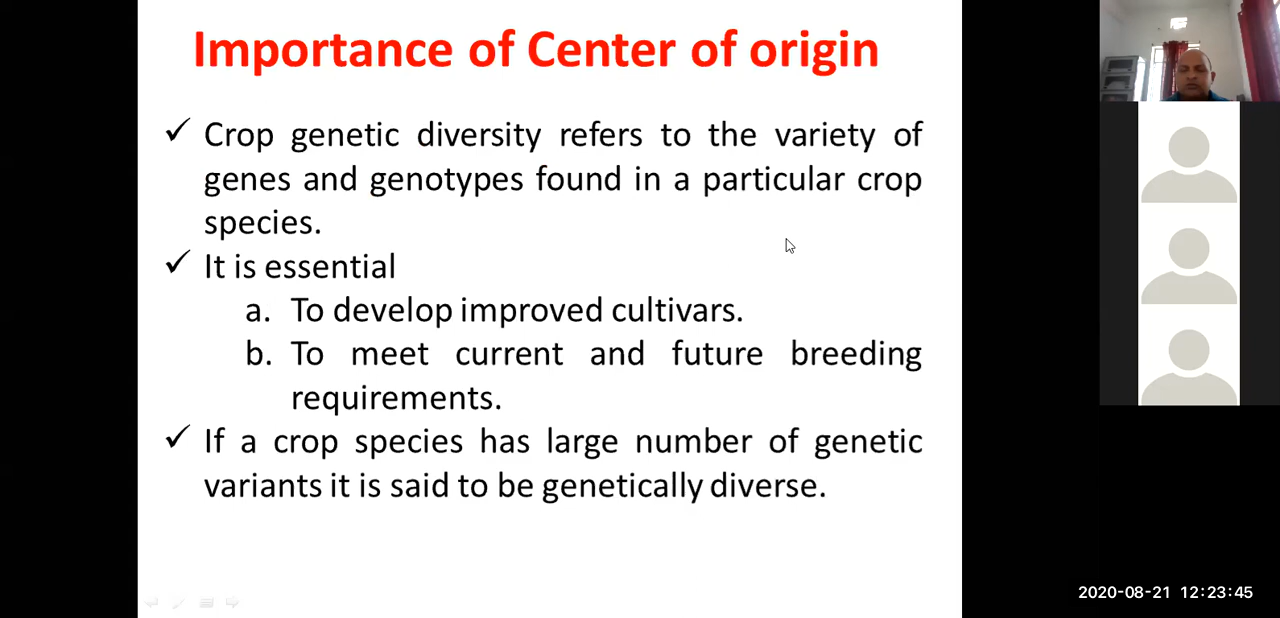 Importance of Center of origin
✓ Crop genetic diversity refers to the variety of
genes and genotypes found in a particular crop
species.
✓ It is essential
a. To develop improved cultivars.
b. To meet current and future breeding
requirements.
✓ If a crop species has large number of genetic
variants it is said to be genetically diverse.
2020-08-21 12:23:45